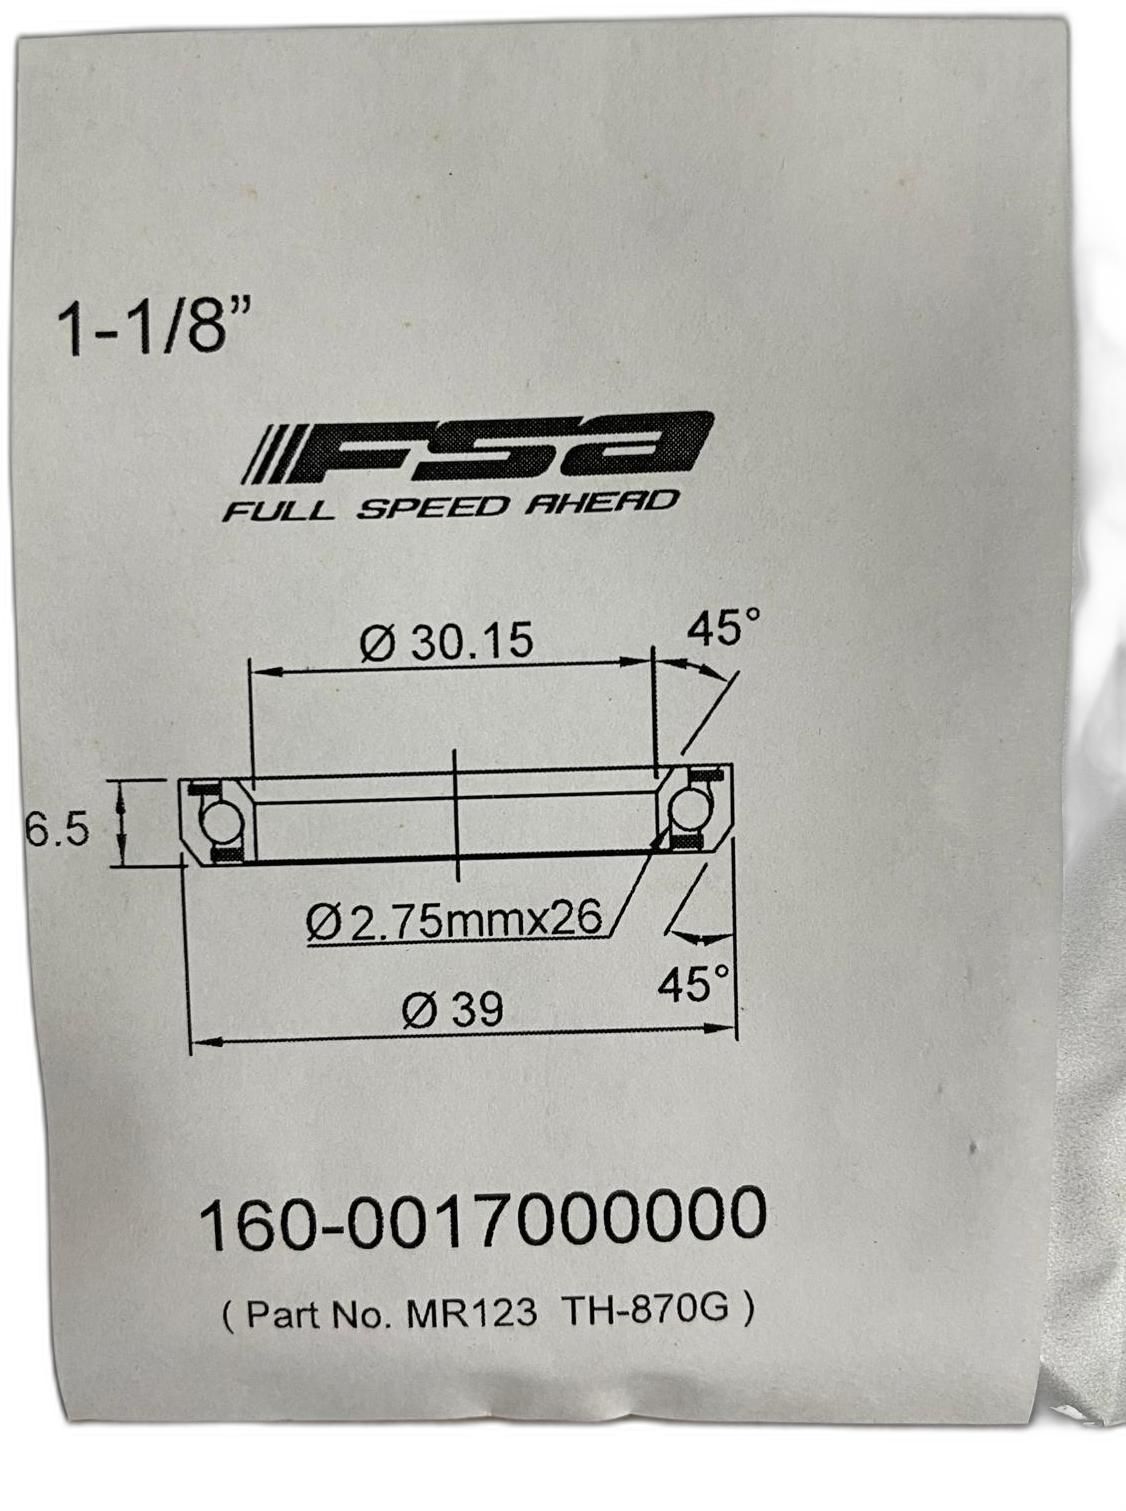 1-1/8”
FSA
FULL SPEED AHEAD
Ø 30.15
45°
6.5
Ø2.75mmx26
45°
Ø 39
160-0017000000
( Part No. MR123 TH-870G )